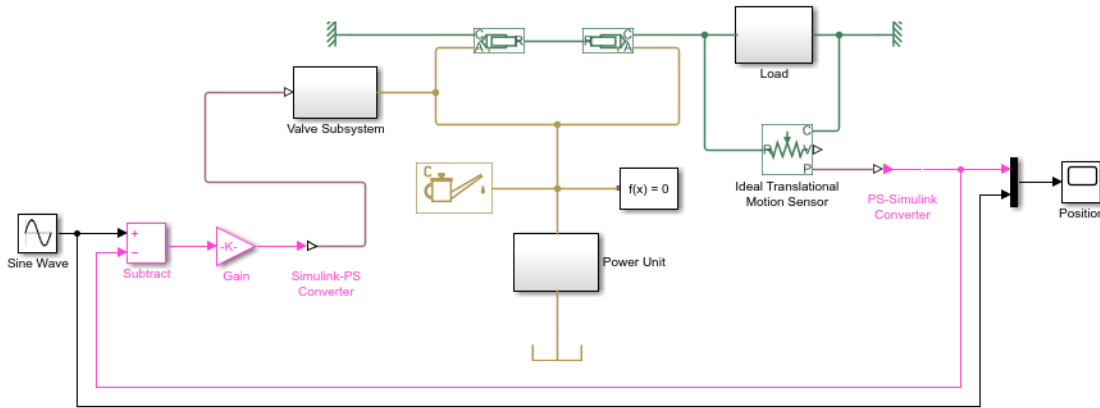 C
A
R
R
C
A
Load
Valve Subsystem
C
R
V
P
Ideal Translational
Motion Sensor
PS-Simulink
Converter
C
f(x) = 0
Position
Sine Wave
+
−
Subtract
-K-
Gain
Simulink-PS
Converter
Power Unit